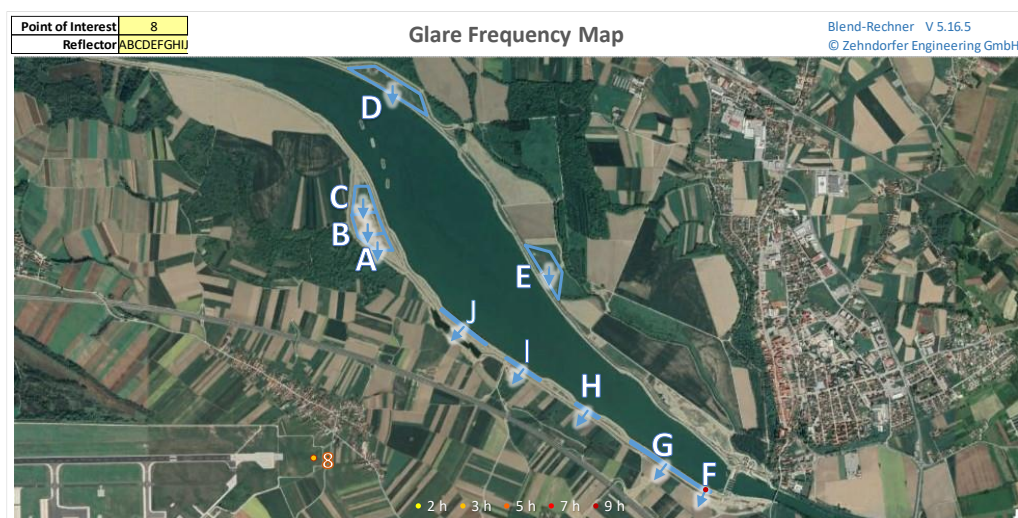 Point of Interest 8
Reflector ABCDEFGHIJ
Glare Frequency Map
Blend-Rechner V 5.16.5
© Zehndorfer Engineering GmbH
D
C
B
A
E
J
I
H
G
F
8
2 h 3 h 5 h 7 h 9 h